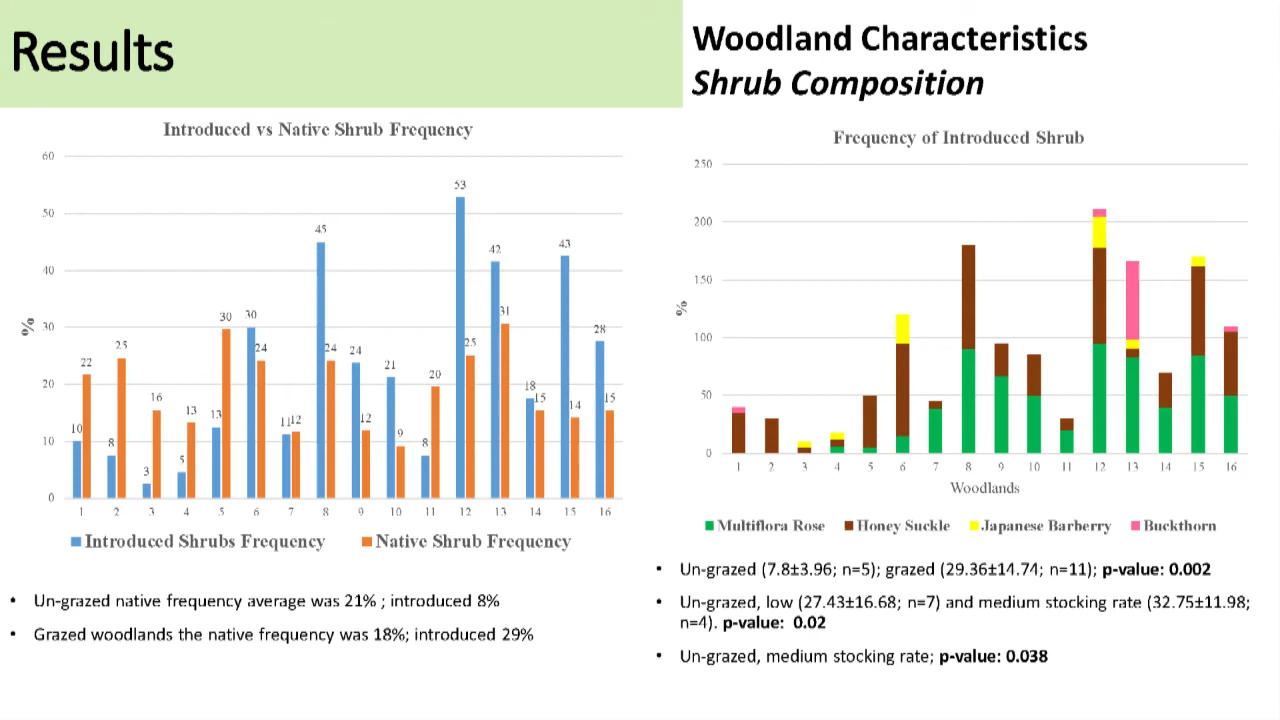 Results
Woodland Characteristics
Shrub Composition
Introduced vs Native Shrub Frequency
60
50
40
30
20
10
0
%
10 22 8 25 3 16 5 13 13 30 30 24 11 12 45 24 24 12 21 9 8 20 53 25 42 31 18 15 43 14 28 15
1 2 3 4 5 6 7 8 9 10 11 12 13 14 15 16
Introduced Shrubs Frequency Native Shrub Frequency
• Un-grazed native frequency average was 21% ; introduced 8%
• Grazed woodlands the native frequency was 18%; introduced 29%
Frequency of Introduced Shrub
250
200
150
100
50
0
%
1 2 3 4 5 6 7 8 9 10 11 12 13 14 15 16
Woodlands
Multiflora Rose Honey Suckle Japanese Barberry Buckthorn
• Un-grazed (7.8±3.96; n=5); grazed (29.36±14.74; n=11); p-value: 0.002
• Un-grazed, low (27.43±16.68; n=7) and medium stocking rate (32.75±11.98;
n=4). p-value: 0.02
• Un-grazed, medium stocking rate; p-value: 0.038